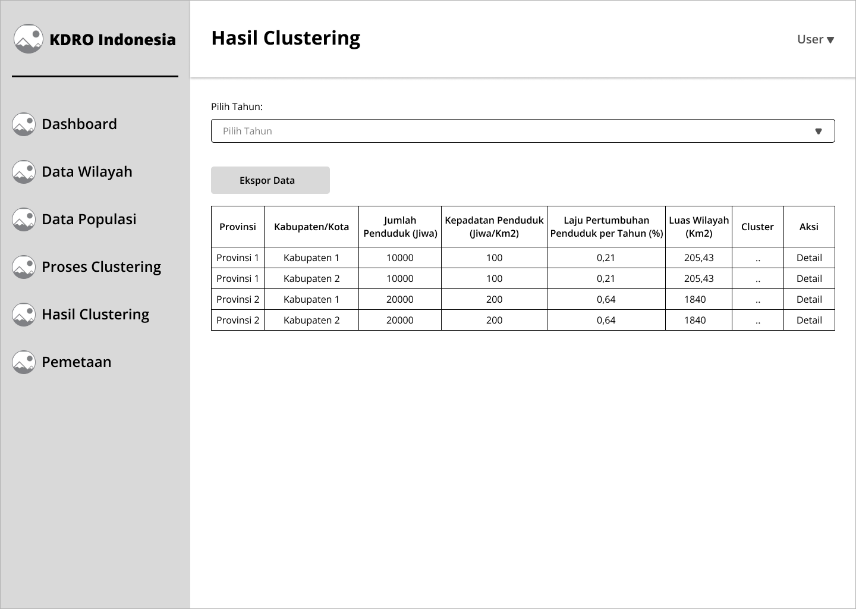 KDRO Indonesia
Hasil Clustering
User
Dashboard
Data Wilayah
Data Populasi
Proses Clustering
Hasil Clustering
Pemetaan
Pilih Tahun:
Pilih Tahun
Ekspor Data
Provinsi Kabupaten/Kota Jumlah Penduduk (Jiwa) Kepadatan Penduduk (Jiwa/Km2) Laju Pertumbuhan Penduduk per Tahun (%) Luas Wilayah (Km2) Cluster Aksi
Provinsi 1 Kabupaten 1 10000 100 0,21 205,43 .. Detail
Provinsi 1 Kabupaten 2 10000 100 0,21 205,43 .. Detail
Provinsi 2 Kabupaten 1 20000 200 0,64 1840 .. Detail
Provinsi 2 Kabupaten 2 20000 200 0,64 1840 .. Detail